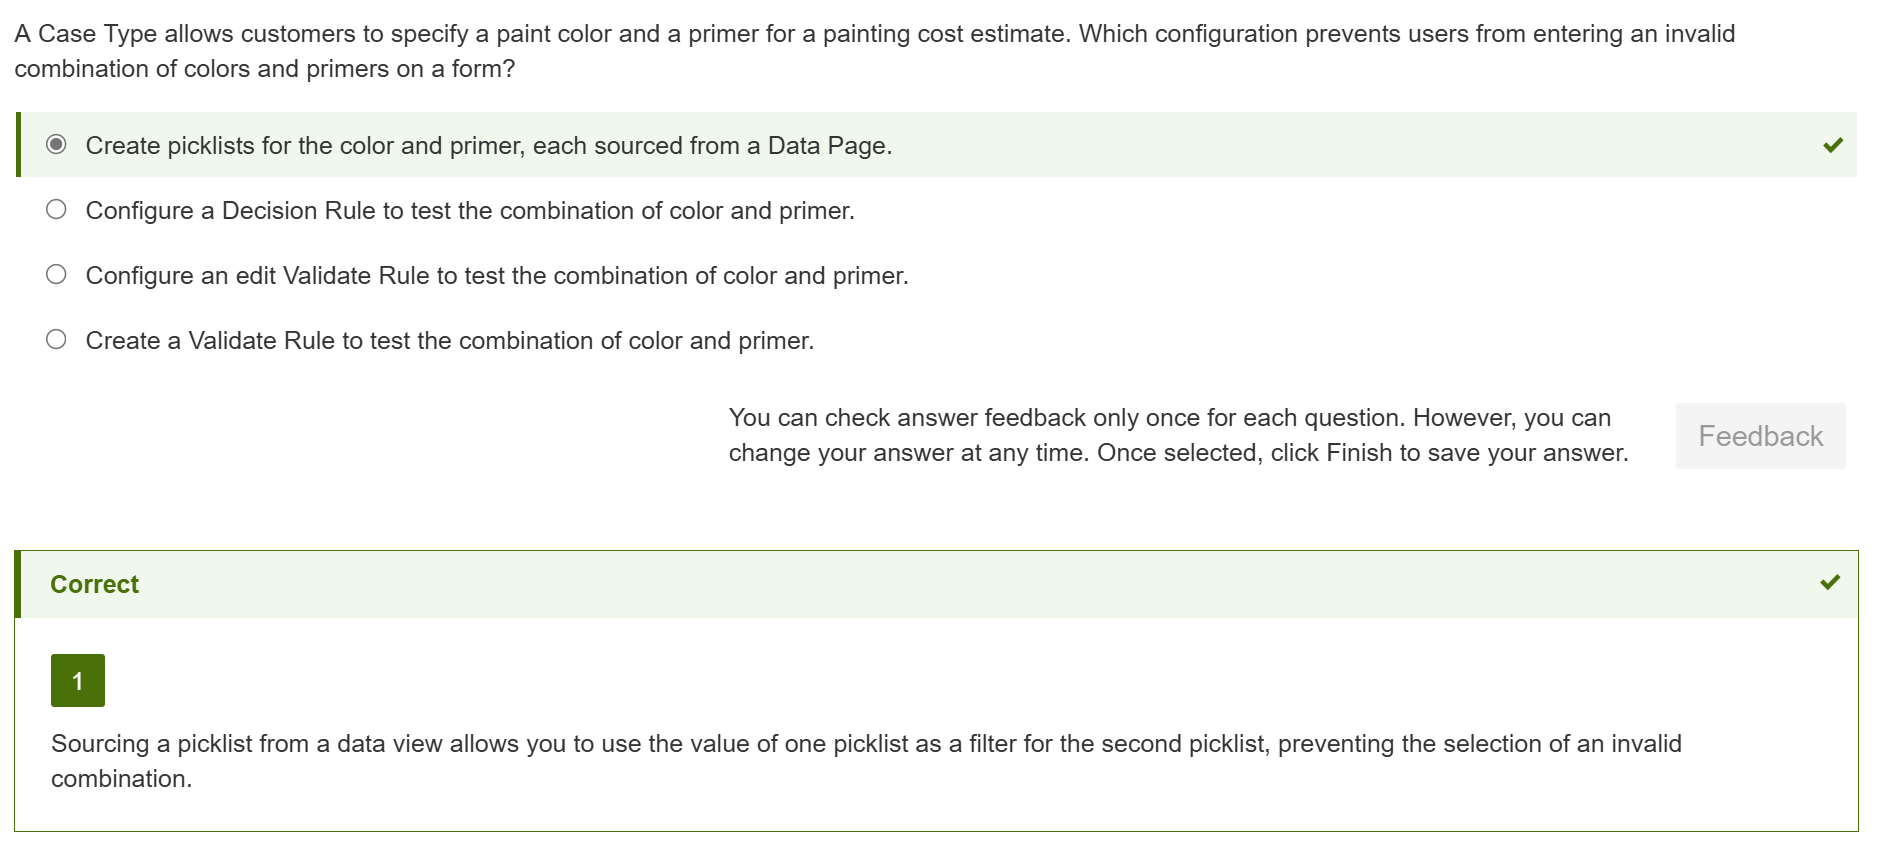 A Case Type allows customers to specify a paint color and a primer for a painting cost estimate. Which configuration prevents users from entering an invalid
combination of colors and primers on a form?
Create picklists for the color and primer, each sourced from a Data Page.
Configure a Decision Rule to test the combination of color and primer.
Configure an edit Validate Rule to test the combination of color and primer.
Create a Validate Rule to test the combination of color and primer.
You can check answer feedback only once for each question. However, you can
change your answer at any time. Once selected, click Finish to save your answer.
Feedback
Correct
1
Sourcing a picklist from a data view allows you to use the value of one picklist as a filter for the second picklist, preventing the selection of an invalid
combination.